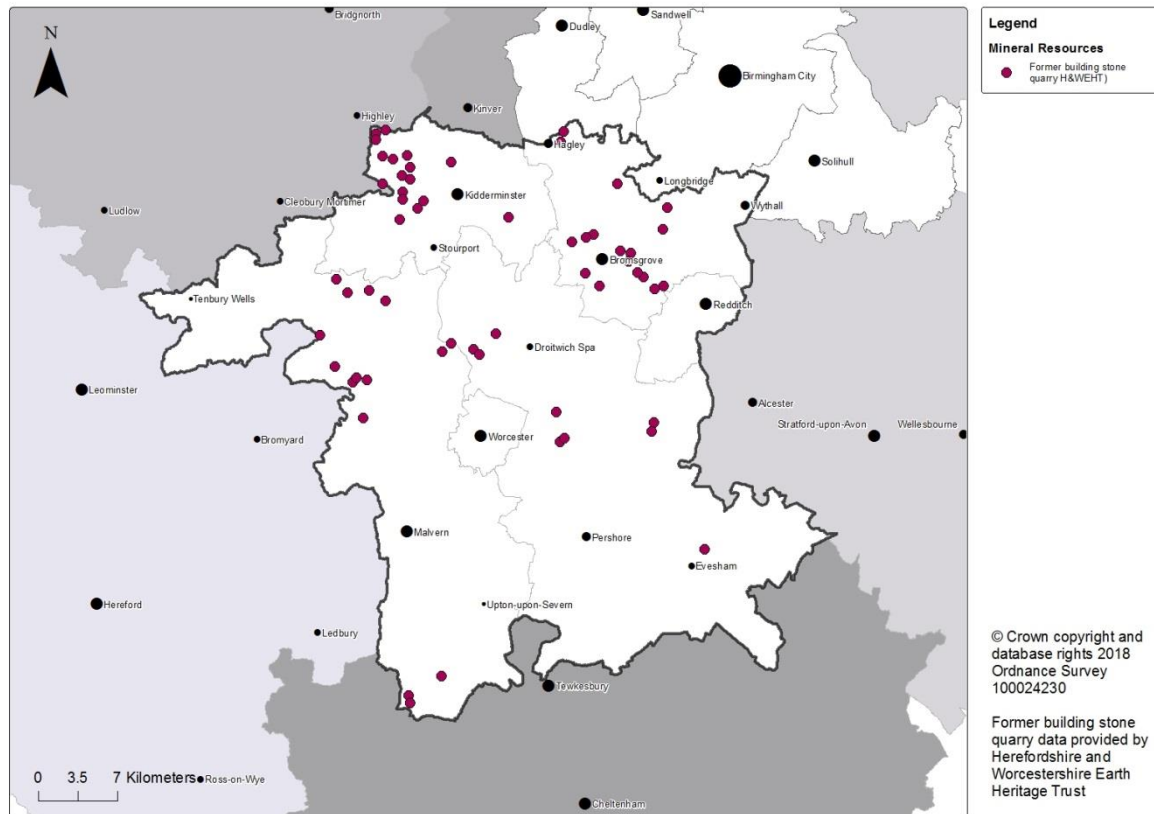 Bridgnorth
Sandwell
Dudley
N
Birmingham City
Kinver
Highley
Hagley
Solihull
Longbridge
Kidderminster
Cleobury Mortimer
Wythall
Ludlow
Stourport
Bromsgrove
Tenbury Wells
Redditch
Droitwich Spa
Leominster
Alcester
Stratford-upon-Avon
Wellesbourne
Bromyard
Worcester
Malvern
Pershore
Evesham
Hereford
Upton-upon-Severn
Ledbury
Tewkesbury
0 3.5 7 Kilometers
Ross-on-Wye
Cheltenham
Legend
Mineral Resources
Former building stone
quarry H&WEHT)
© Crown copyright and
database rights 2018
Ordnance Survey
100024230
Former building stone
quarry data provided by
Herefordshire and
Worcestershire Earth
Heritage Trust